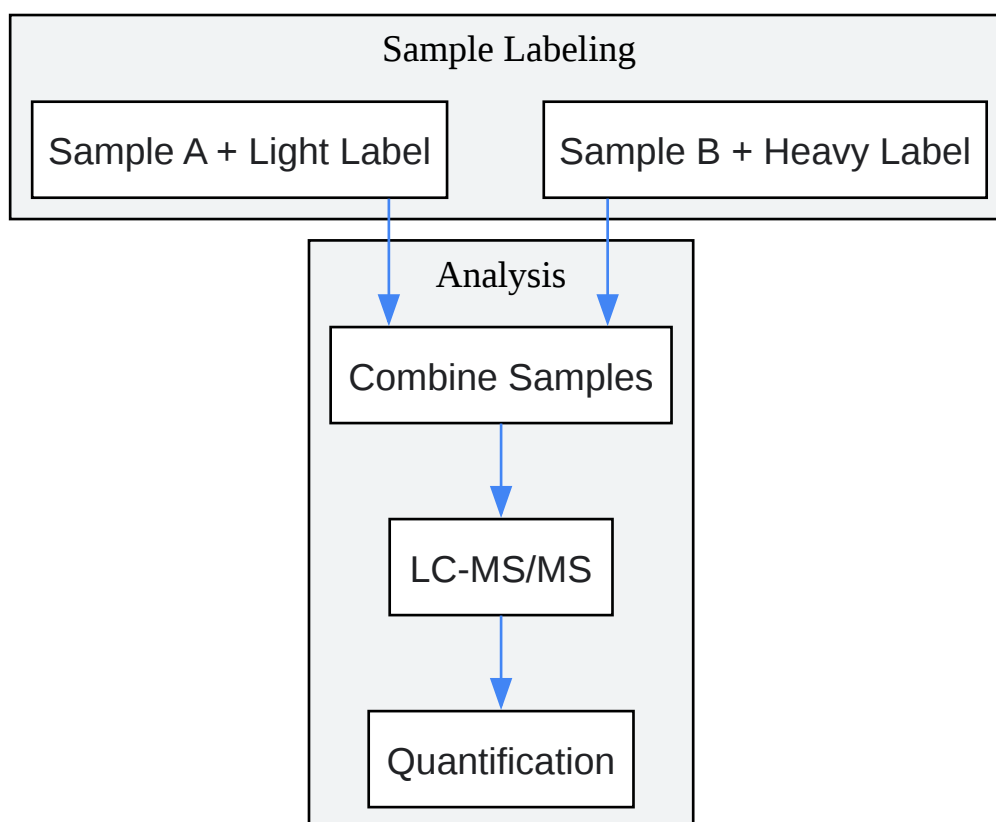 Sample Labeling
Sample A + Light Label
Sample B + Heavy Label
Analysis
Combine Samples
LC-MS/MS
Quantification